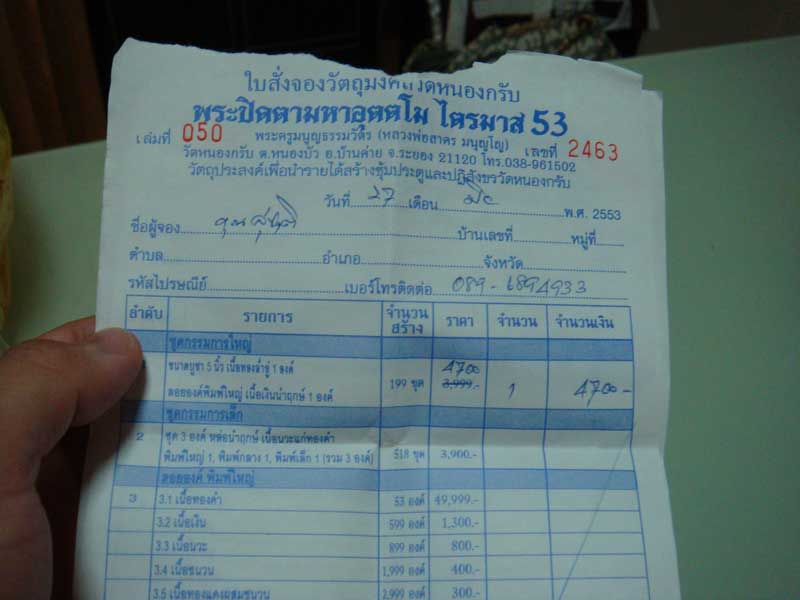 ใบสั่งจองวัตถุมงคลวัดหนองกรับ
พระปิดตามหาอุตตโม ไตรมาส 53
เล่มที่ 050 พระครูมนูญธรรมวัตร (หลวงพ่อสาคร มนุญโญ) เลขที่ 2463
วัดหนองกรับ ต.หนองบัว อ.บ้านค่าย จ.ระยอง 21120 โทร.038-961502
วัตถุประสงค์เพื่อนำรายได้สร้างซุ้มประตูและปฏิสังขรวัดหนองกรับ
วันที่ 27 เดือน มิย พ.ศ. 2553
ชื่อผู้จอง คุณ บ้านเลขที่ หมู่ที่
ตำบล อำเภอ จังหวัด
รหัสไปรษณีย์ เบอร์โทรติดต่อ 089-6894933
ลำดับ รายการ จำนวนสร้าง ราคา จำนวน จำนวนเงิน
ชุดกรรมการใหญ่
ขนาดบูชา 5 นิ้ว เนื้อทองลำอู่ 1 องค์ 4700
199 ชุด 3,999.- 1 4700-
ลอยองค์พิมพ์ใหญ่ เนื้อเงินนำฤกษ์ 1 องค์
ชุดกรรมการเล็ก
2 ชุด 3 องค์ หล่อนำฤกษ์ เนื้อนวะแก่ทองคำ
พิมพ์ใหญ่ 1, พิมพ์กลาง 1, พิมพ์เล็ก 1 (รวม 3 องค์) 518 ชุด 3,900.-
ลอยองค์ พิมพ์ใหญ่
3 3.1 เนื้อทองคำ 53 องค์ 49,999.-
3.2 เนื้อเงิน 599 องค์ 1,300.-
3.3 เนื้อนวะ 899 องค์ 800.-
3.4 เนื้อชนวน 1,999 องค์ 400.-
3.5 เนื้อทองแดงผสมชนวน 2,999 องค์ 300.-